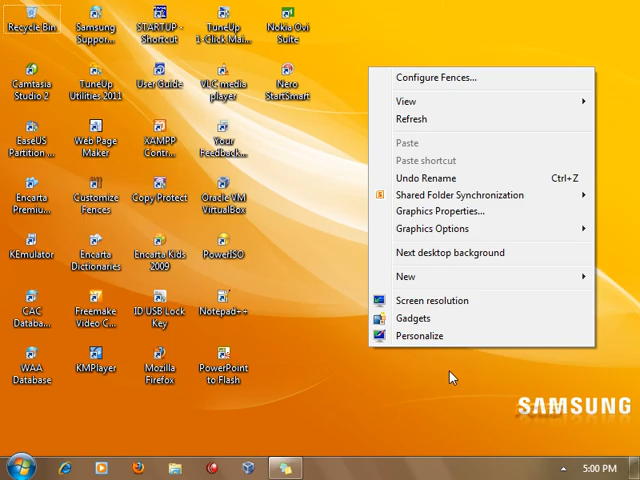 Recycle Bin
Samsung
Suppor...
STARTUP -
Shortcut
TuneUp
1-Click Mai...
Nokia Ovi
Suite
Camtasia
Studio 2
TuneUp
Utilities 2011
User Guide
VLC media
player
Nero
StartSmart
EaseUS
Partition ...
Web Page
Maker
XAMPP
Contr...
Your
Feedback...
Encarta
Premiu...
Customize
Fences
Copy Protect
Oracle VM
VirtualBox
KEmulator
Encarta
Dictionaries
Encarta Kids
2009
PowerISO
CAC
Databa...
Freemake
Video C...
ID USB Lock
Key
Notepad++
WAA
Database
KMPlayer
Mozilla
Firefox
PowerPoint
to Flash
Configure Fences...
View
Refresh
Paste
Paste shortcut
Undo Rename Ctrl+Z
Shared Folder Synchronization
Graphics Properties...
Graphics Options
Next desktop background
New
Screen resolution
Gadgets
Personalize
SAMSUNG
5:00 PM